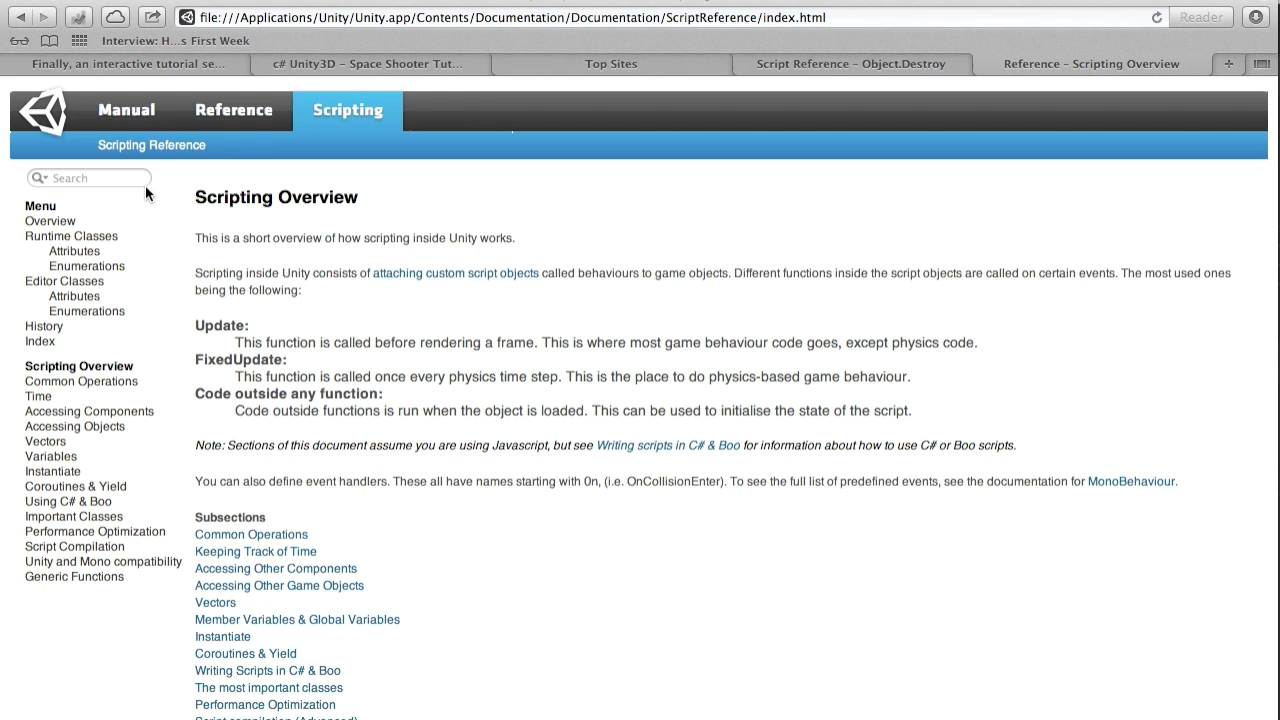 file:///Applications/Unity/Unity.app/Contents/Documentation/Documentation/ScriptReference/index.html
Reader
Interview: H...s First Week
Finally, an interactive tutorial se...
c# Unity3D – Space Shooter Tut...
Top Sites
Script Reference – Object.Destroy
Reference – Scripting Overview
Manual
Reference
Scripting
Scripting Reference
Search
Menu
Overview
Runtime Classes
Attributes
Enumerations
Editor Classes
Attributes
Enumerations
History
Index
Scripting Overview
Common Operations
Time
Accessing Components
Accessing Objects
Vectors
Variables
Instantiate
Coroutines & Yield
Using C# & Boo
Important Classes
Performance Optimization
Script Compilation
Unity and Mono compatibility
Generic Functions
Scripting Overview
This is a short overview of how scripting inside Unity works.
Scripting inside Unity consists of attaching custom script objects called behaviours to game objects. Different functions inside the script objects are called on certain events. The most used ones
being the following:
Update:
This function is called before rendering a frame. This is where most game behaviour code goes, except physics code.
FixedUpdate:
This function is called once every physics time step. This is the place to do physics-based game behaviour.
Code outside any function:
Code outside functions is run when the object is loaded. This can be used to initialise the state of the script.
Note: Sections of this document assume you are using Javascript, but see Writing scripts in C# & Boo for information about how to use C# or Boo scripts.
You can also define event handlers. These all have names starting with 0n, (i.e. OnCollisionEnter). To see the full list of predefined events, see the documentation for MonoBehaviour.
Subsections
Common Operations
Keeping Track of Time
Accessing Other Components
Accessing Other Game Objects
Vectors
Member Variables & Global Variables
Instantiate
Coroutines & Yield
Writing Scripts in C# & Boo
The most important classes
Performance Optimization
Script compilation (Advanced)